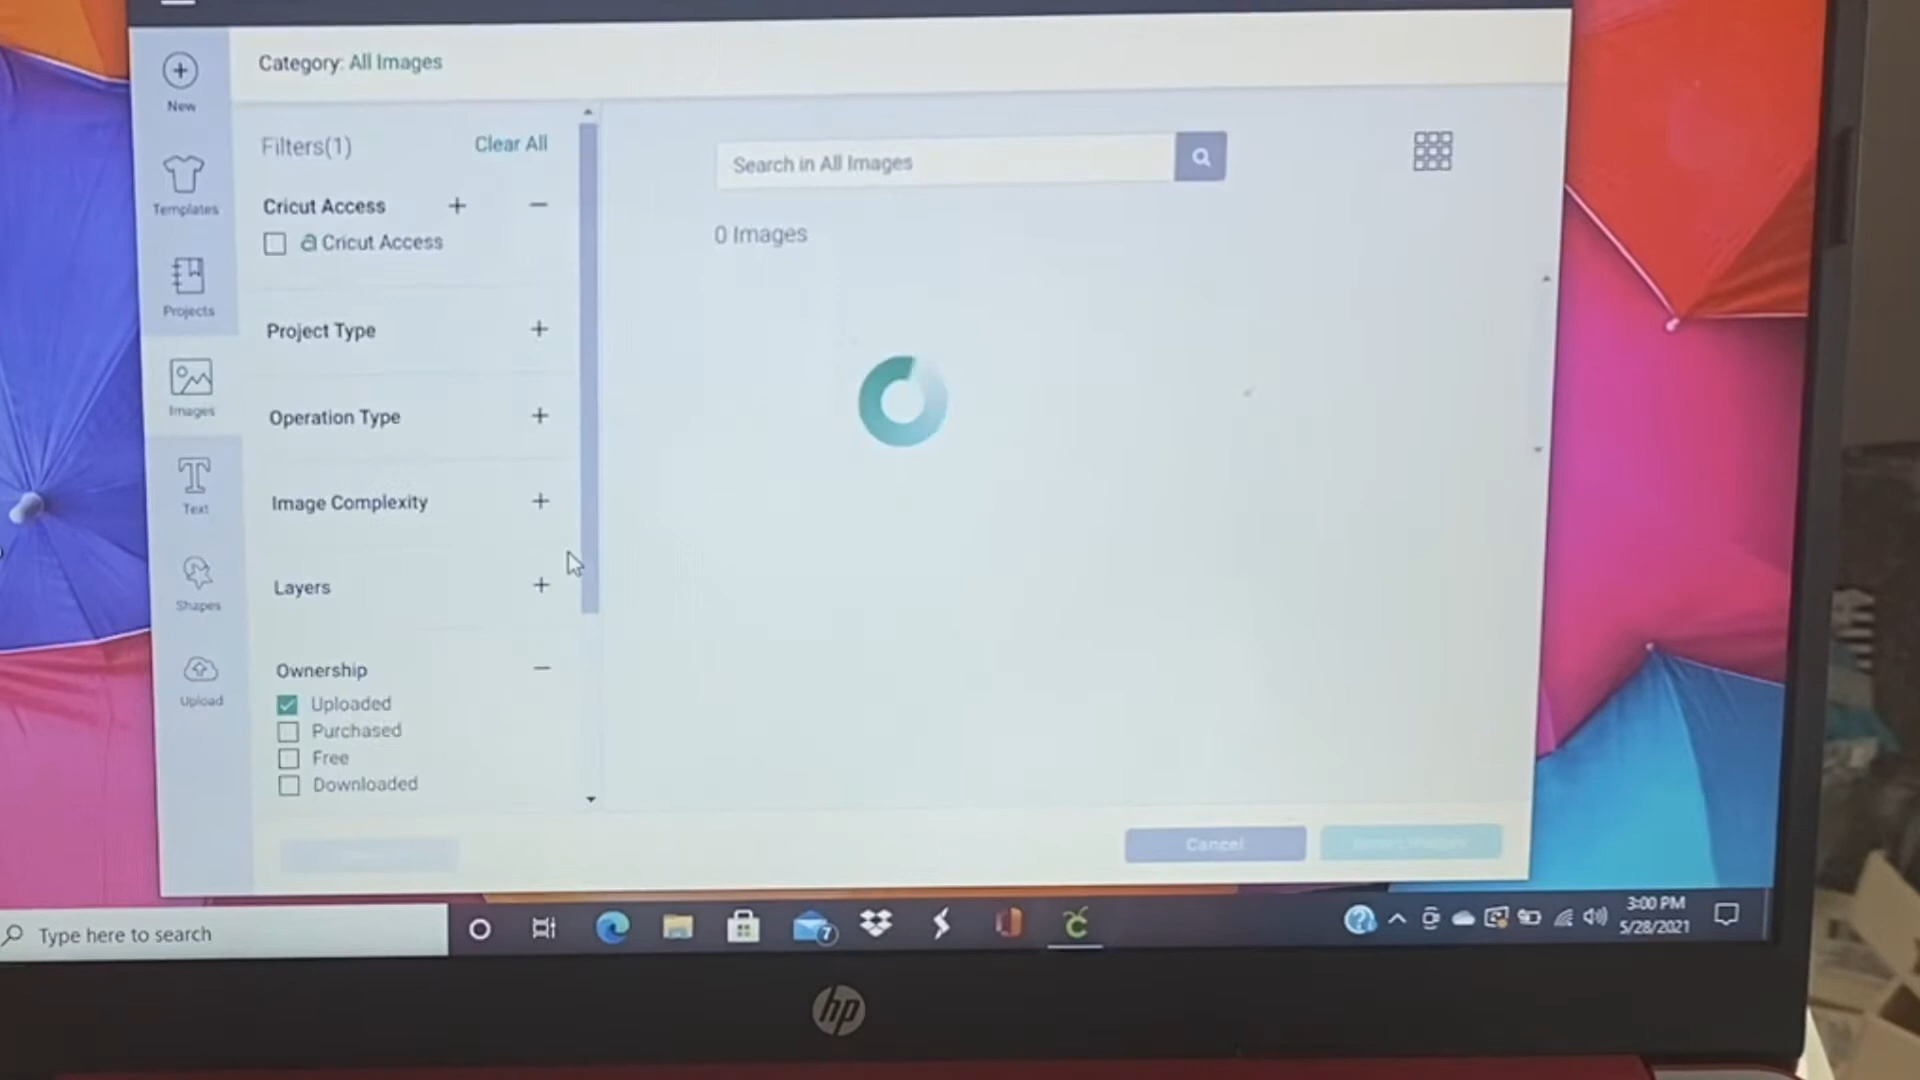 Category: All Images
New
Filters(1)
Clear All
Search in All Images
Templates
Cricut Access
Cricut Access
0 Images
Projects
Project Type
Images
Operation Type
Text
Image Complexity
Shapes
Layers
Upload
Ownership
Uploaded
Purchased
Free
Downloaded
Cancel
Type here to search
7
3:00 PM
5/28/2021
hp